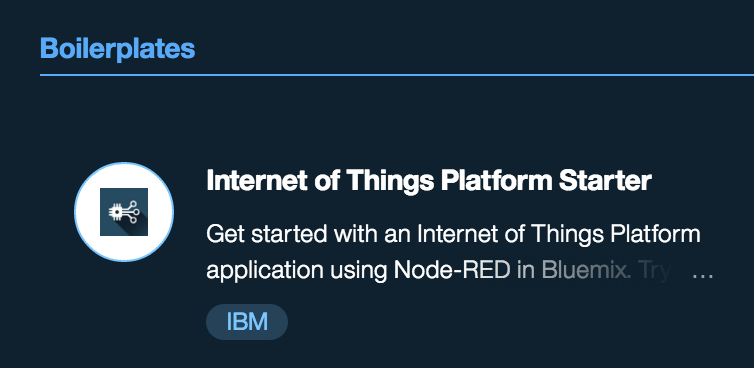 Boilerplates
Internet of Things Platform Starter
Get started with an Internet of Things Platform
application using Node-RED in Bluemix. Try ...
IBM